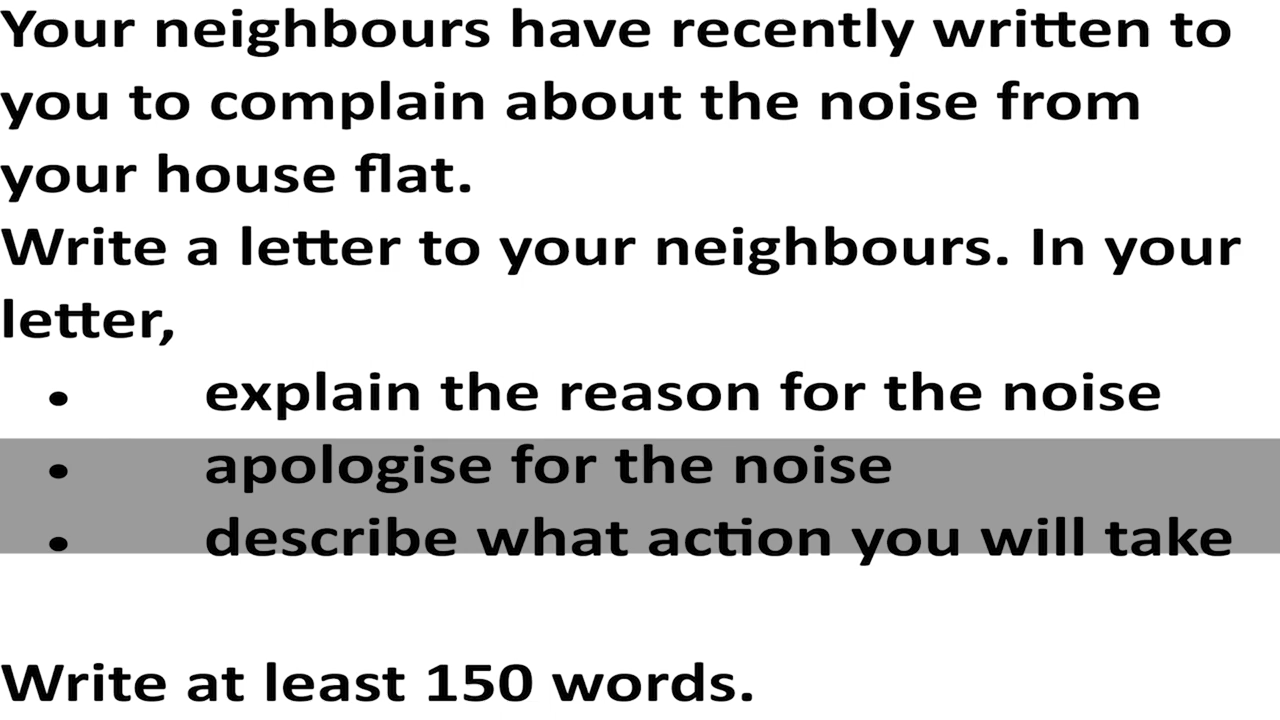 Your neighbours have recently written to
you to complain about the noise from
your house flat.
Write a letter to your neighbours. In your
letter,
• explain the reason for the noise
• apologise for the noise
• describe what action you will take
Write at least 150 words.